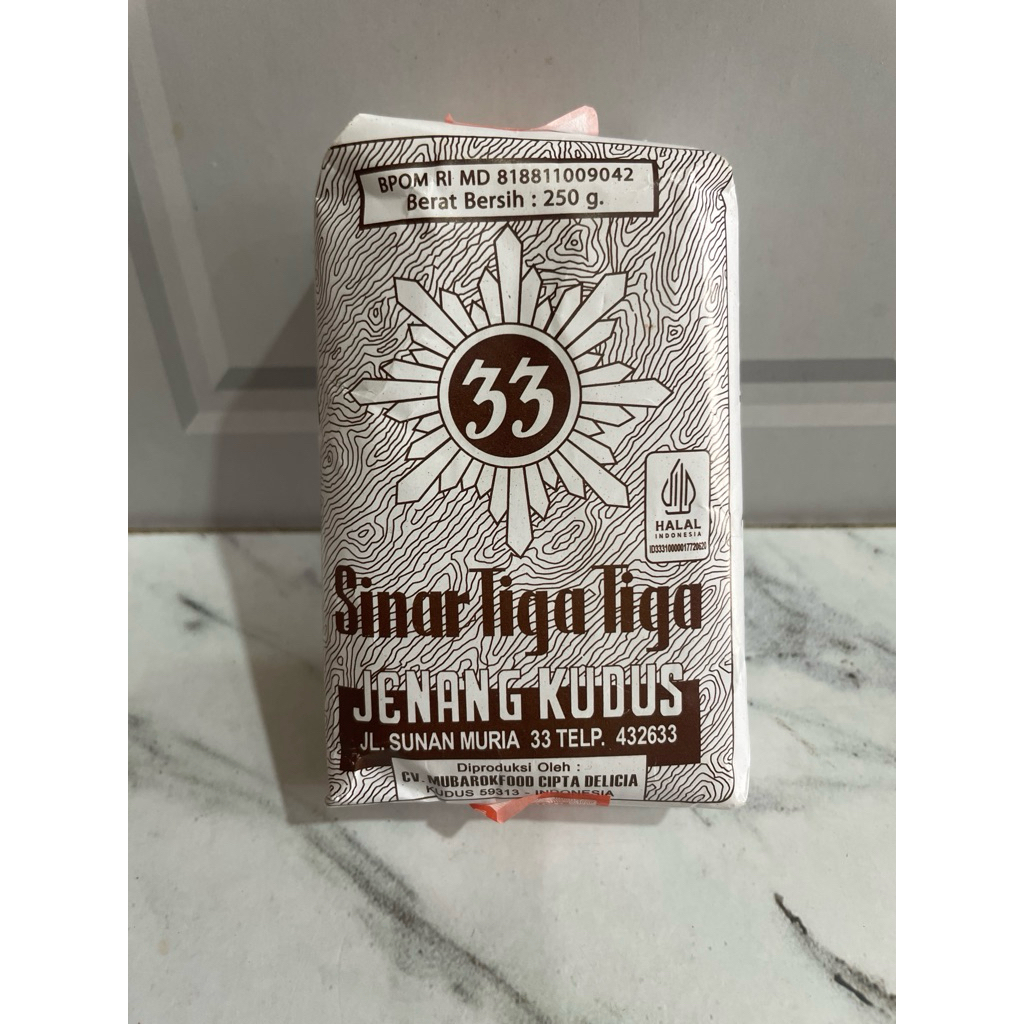 BPOM RI MD 818811009042
Berat Bersih : 250 g.
33
HALAL
INDONESIA
ID33310000017720620
Sinar Tiga Tiga
JENANG KUDUS
JL. SUNAN MURIA 33 TELP. 432633
Diproduksi Oleh :
CV. MUBAROKFOOD CIPTA DELICIA
KUDUS 59313 - INDONESIA